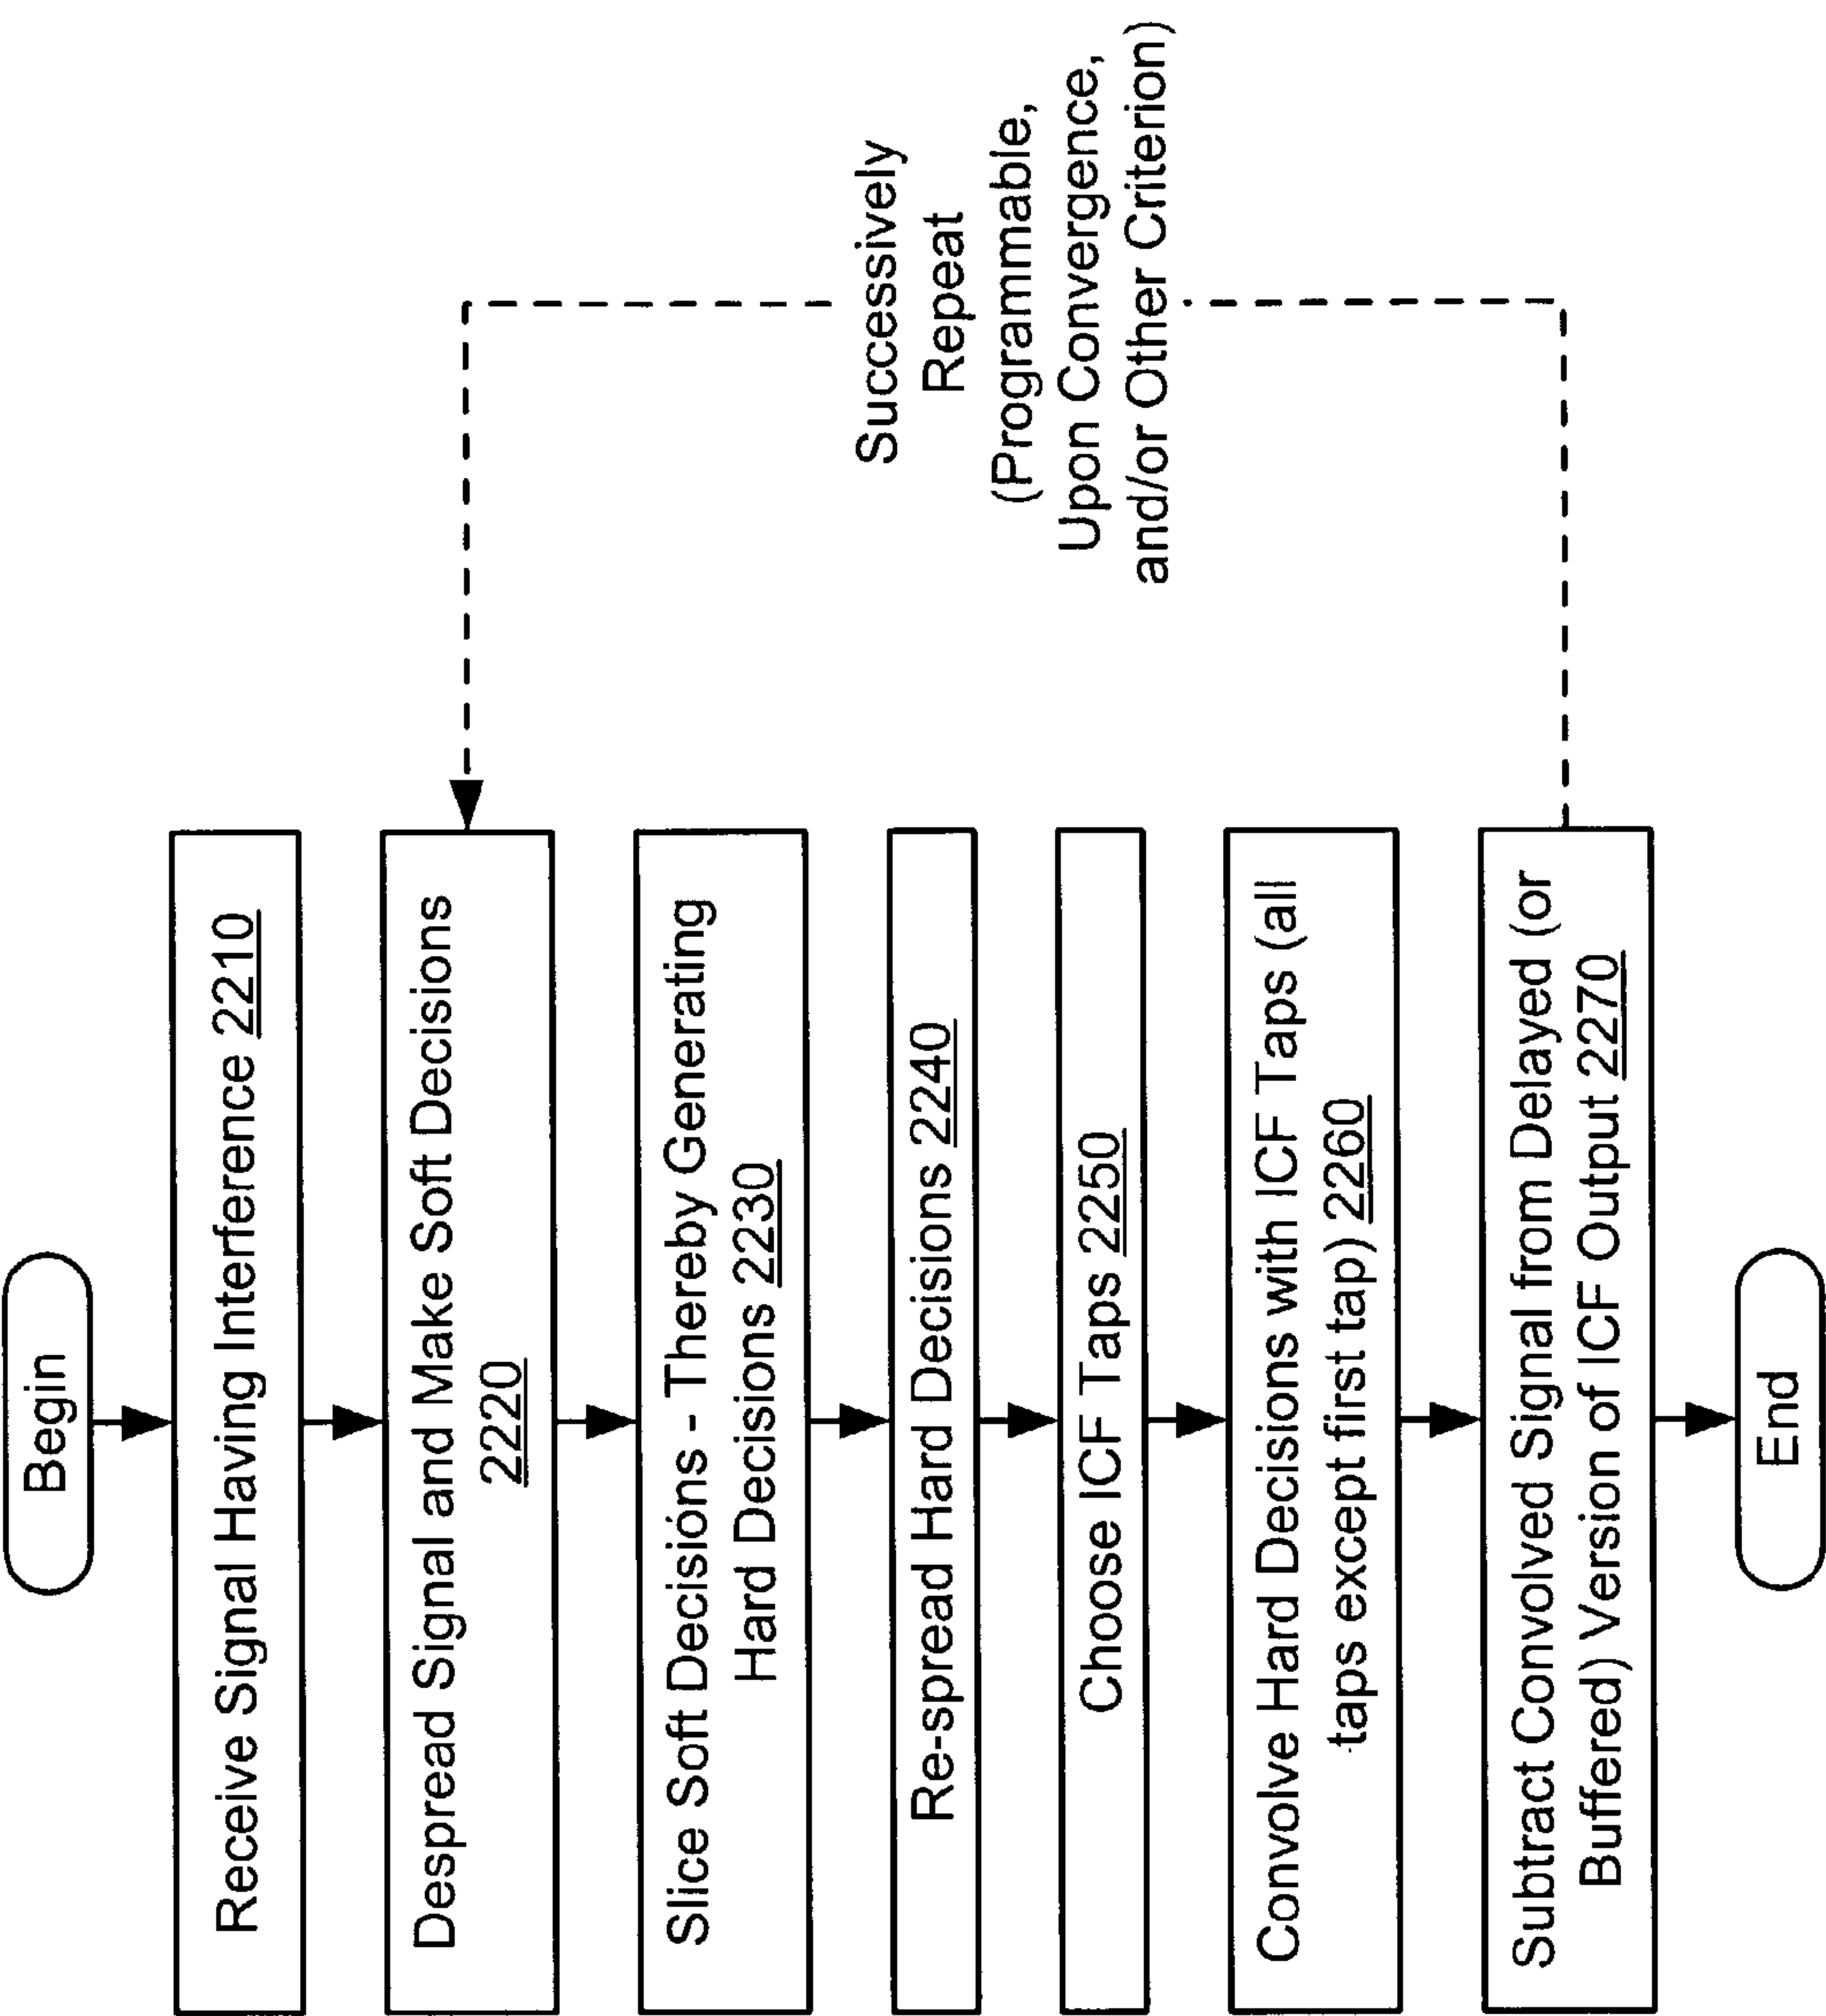 Begin
Receive Signal Having Interference 2210
Despread Signal and Make Soft Decisions
2220
Slice Soft Decisions - Thereby Generating
Hard Decisions 2230
Re-spread Hard Decisions 2240
Choose ICF Taps 2250
Convolve Hard Decisions with ICF Taps (all
taps except first tap) 2260
Subtract Convolved Signal from Delayed (or
Buffered) Version of ICF Output 2270
End
Successively
Repeat
(Programmable,
Upon Convergence,
and/or Other Criterion)